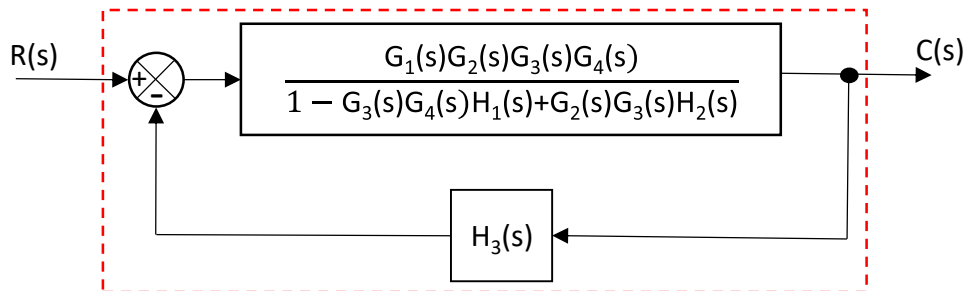 R(s)
C(s)
+
-
G₁(s)G₂(s)G₃(s)G₄(s)
1 − G₃(s)G₄(s)H₁(s)+G₂(s)G₃(s)H₂(s)
H₃(s)